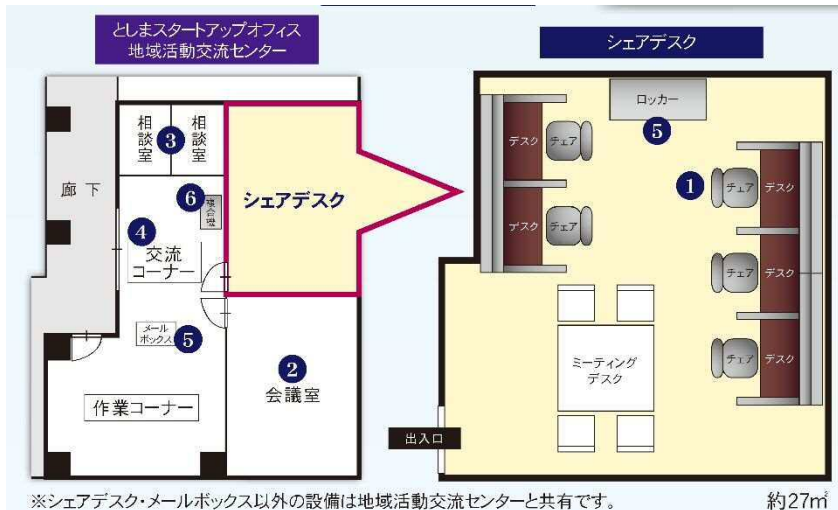 としまスタートアップオフィス
地域活動交流センター
シェアデスク
相談室
相談室
3
廊下
6
複合機
シェアデスク
4
交流
コーナー
メール
ボックス
5
2
会議室
作業コーナー
ロッカー
5
デスク
チェア
デスク
チェア
1
チェア
デスク
チェア
デスク
チェア
デスク
ミーティング
デスク
出入口
※シェアデスク・メールボックス以外の設備は地域活動交流センターと共有です。
約27㎡